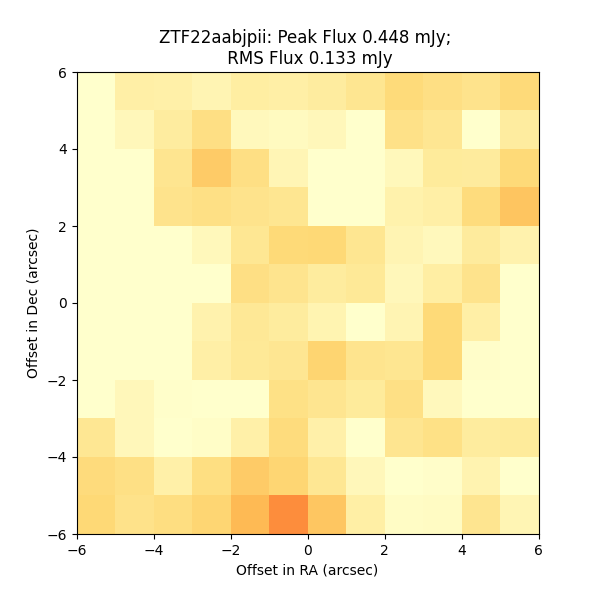 ZTF22aabjpii: Peak Flux 0.448 mJy;
RMS Flux 0.133 mJy
6
4
2
0
−2
−4
−6
Offset in Dec (arcsec)
−6 −4 −2 0 2 4 6
Offset in RA (arcsec)